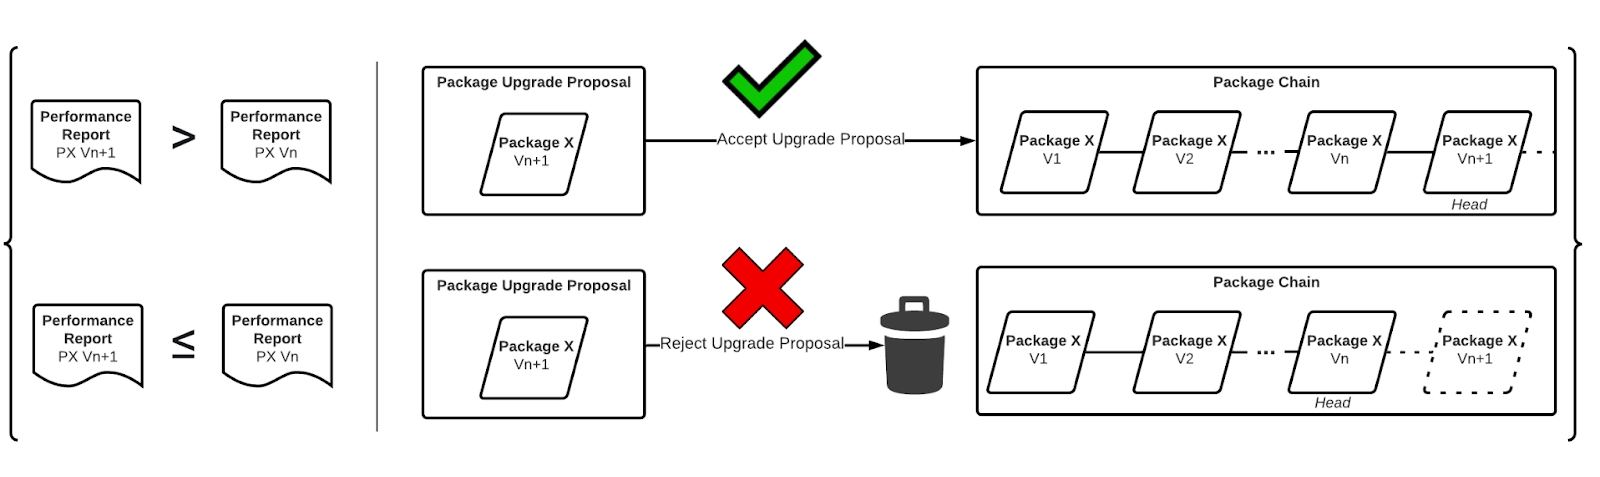 Performance
Report
PX Vn+1
>
Performance
Report
PX Vn
Package Upgrade Proposal
Package X
Vn+1
Accept Upgrade Proposal
Package Chain
Package X
V1
Package X
V2
...
Package X
Vn
Package X
Vn+1
Head
Performance
Report
PX Vn+1
≤
Performance
Report
PX Vn
Package Upgrade Proposal
Package X
Vn+1
Reject Upgrade Proposal
Package Chain
Package X
V1
Package X
V2
...
Package X
Vn
Head
Package X
Vn+1